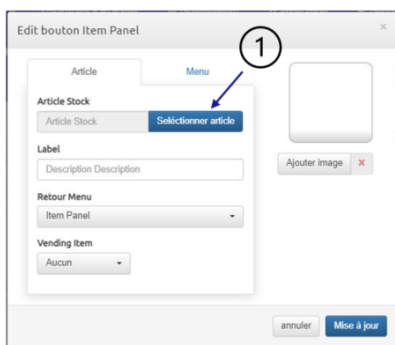 Edit bouton Item Panel ×
1
Article Menu
Article Stock
Article Stock Seléctionner article
Label
Description Description
Ajouter image ×
Retour Menu
Item Panel
Vending Item
Aucun
annuler Mise à jour